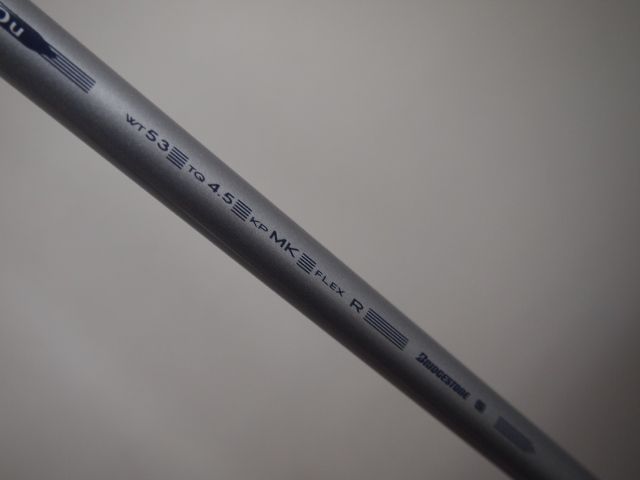 WT 53 TQ 4.5 KP MK FLEX R
BRIDGESTONE